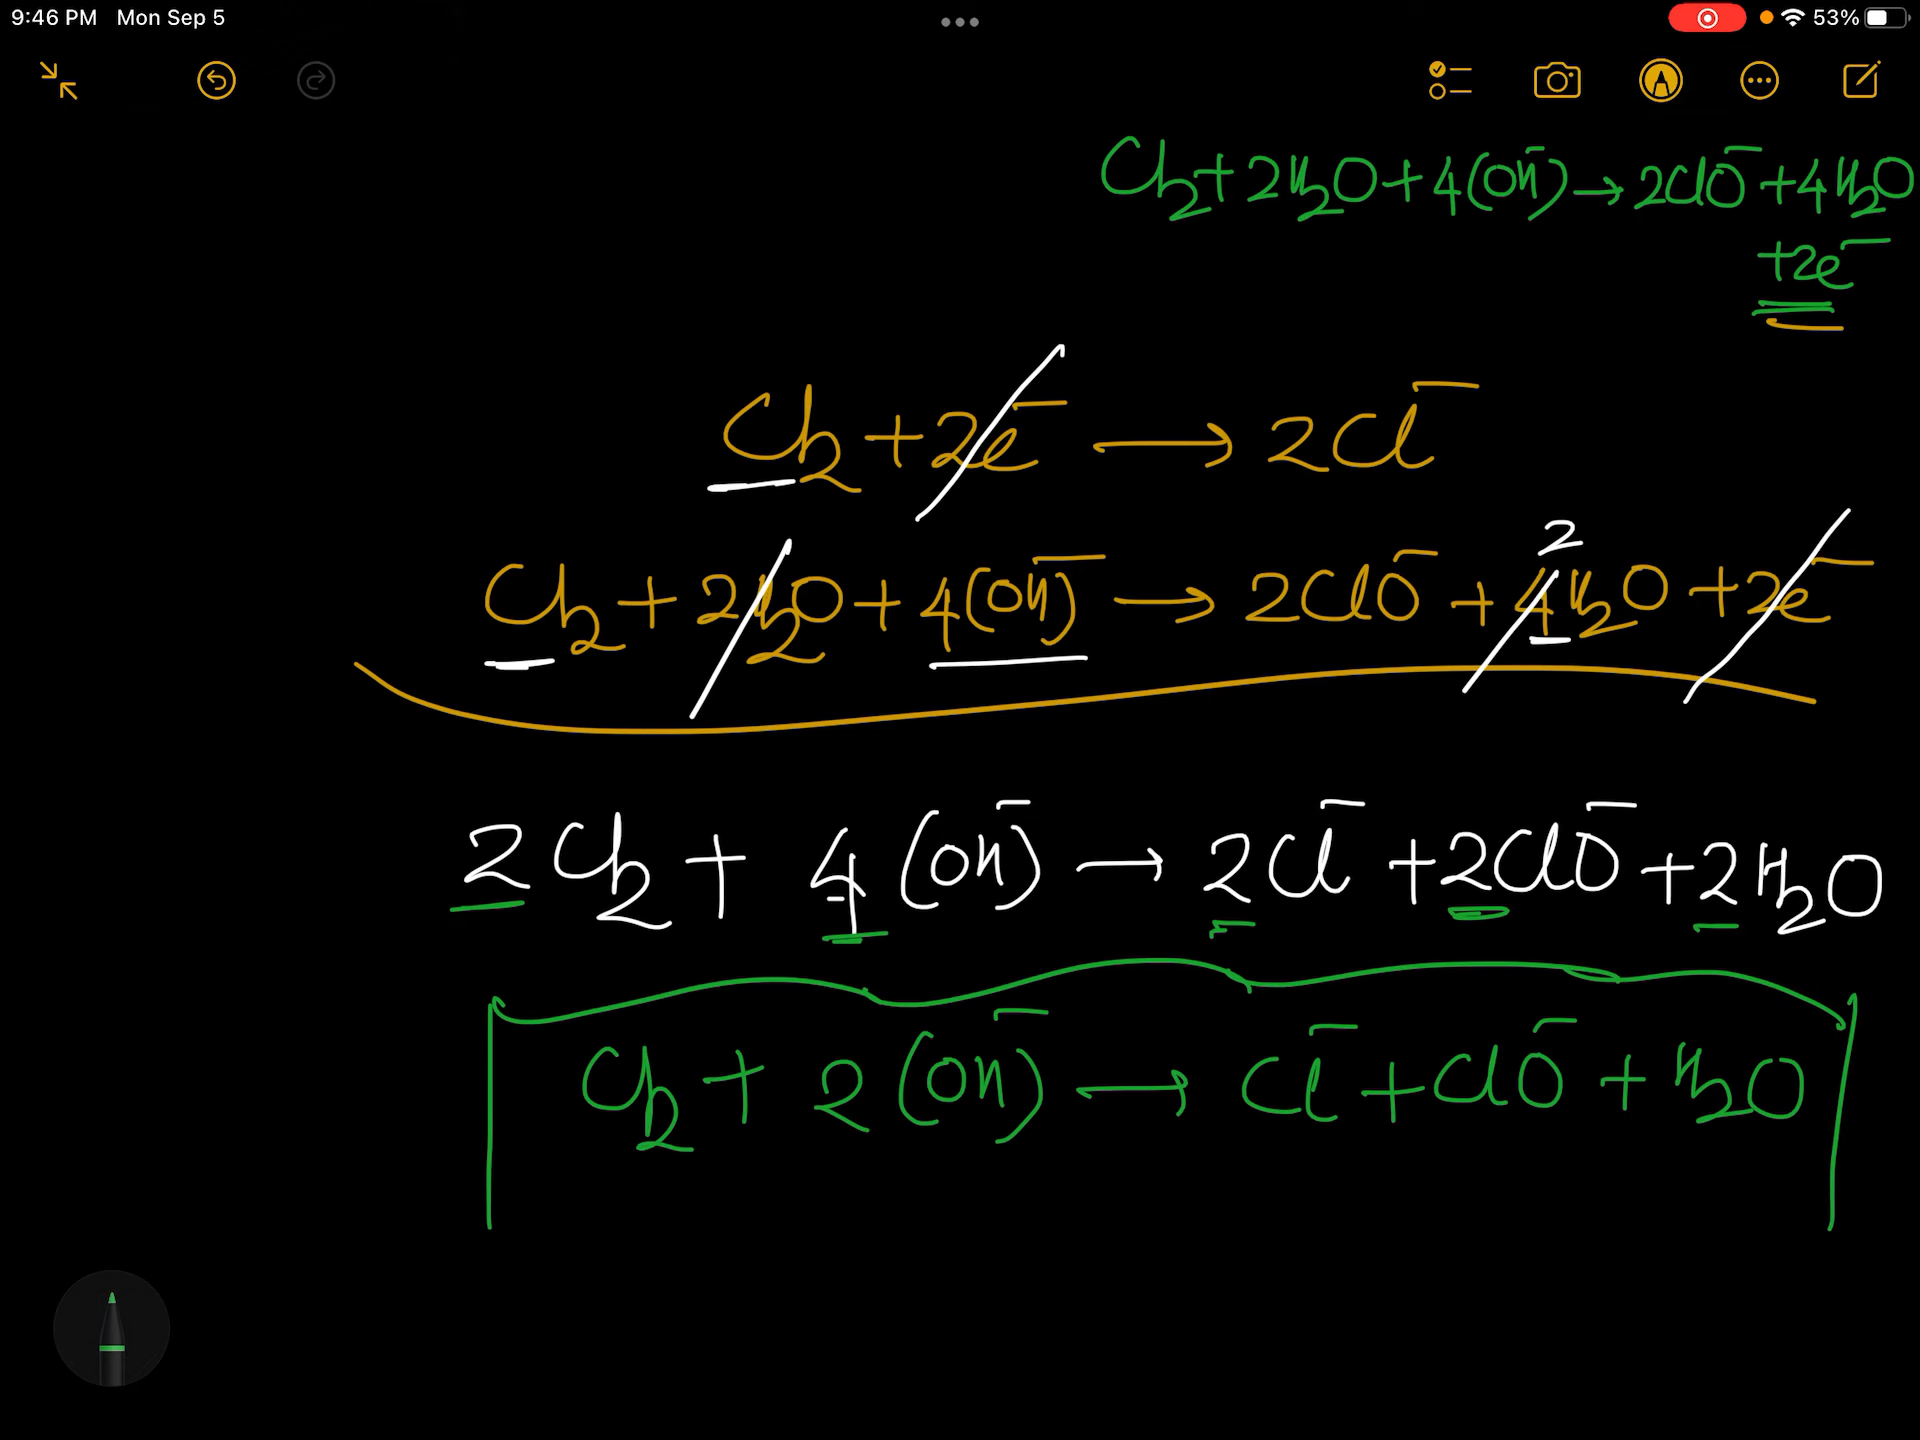 9:46 PM Mon Sep 5
53%
Cl₂ + 2H₂O + 4(OH⁻) → 2ClO⁻ + 4H₂O
+2e⁻
Cl₂ + 2e⁻ → 2Cl⁻
2
Cl₂ + 2H₂O + 4(OH⁻) → 2ClO⁻ + 4H₂O + 2e⁻
2Cl₂ + 4(OH⁻) → 2Cl⁻ + 2ClO⁻ + 2H₂O
Cl₂ + 2(OH⁻) → Cl⁻ + ClO⁻ + H₂O